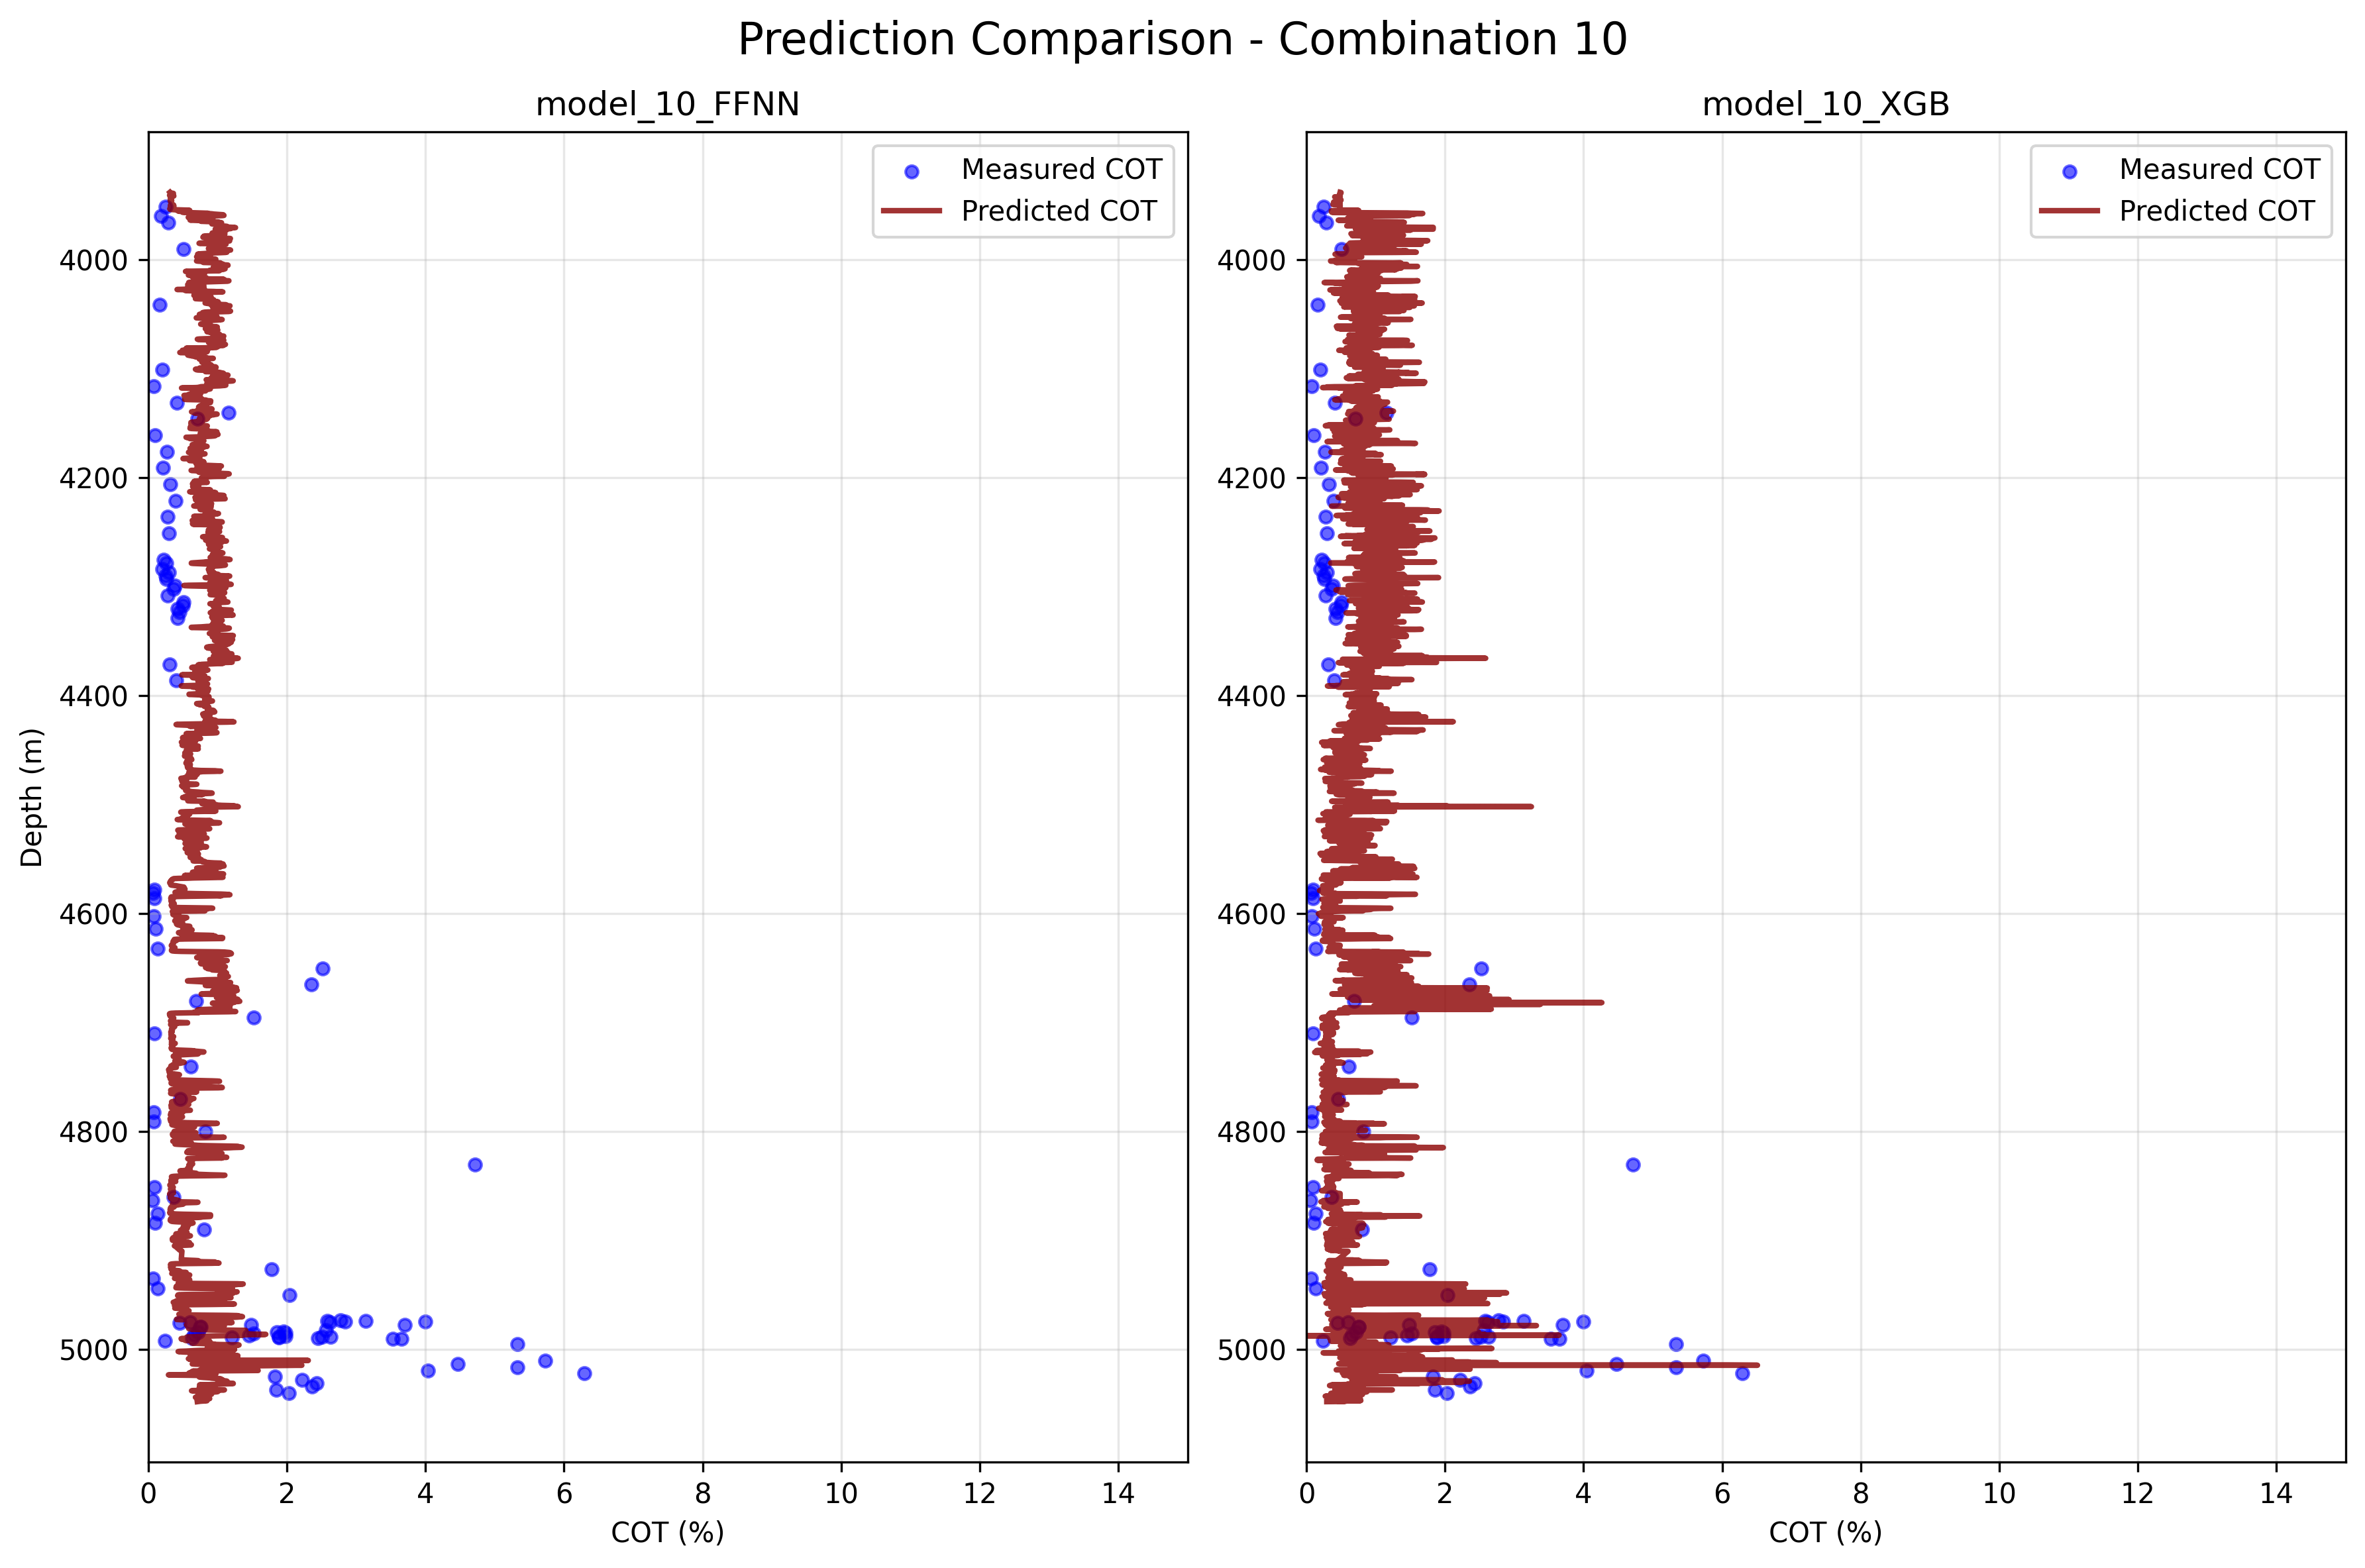 Prediction Comparison - Combination 10
model_10_FFNN
Measured COT
Predicted COT
4000
4200
4400
4600
4800
5000
Depth (m)
0 2 4 6 8 10 12 14
COT (%)
model_10_XGB
Measured COT
Predicted COT
4000
4200
4400
4600
4800
5000
0 2 4 6 8 10 12 14
COT (%)